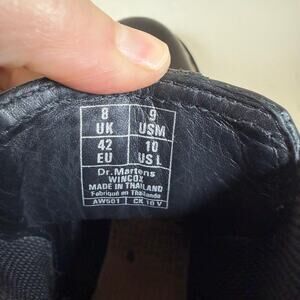 8 9
UK USM
42 10
EU US L
Dr. Martens
WINCOX
MADE IN THAILAND
Fabriqué en Thaïlande
AW501 CK 10 V